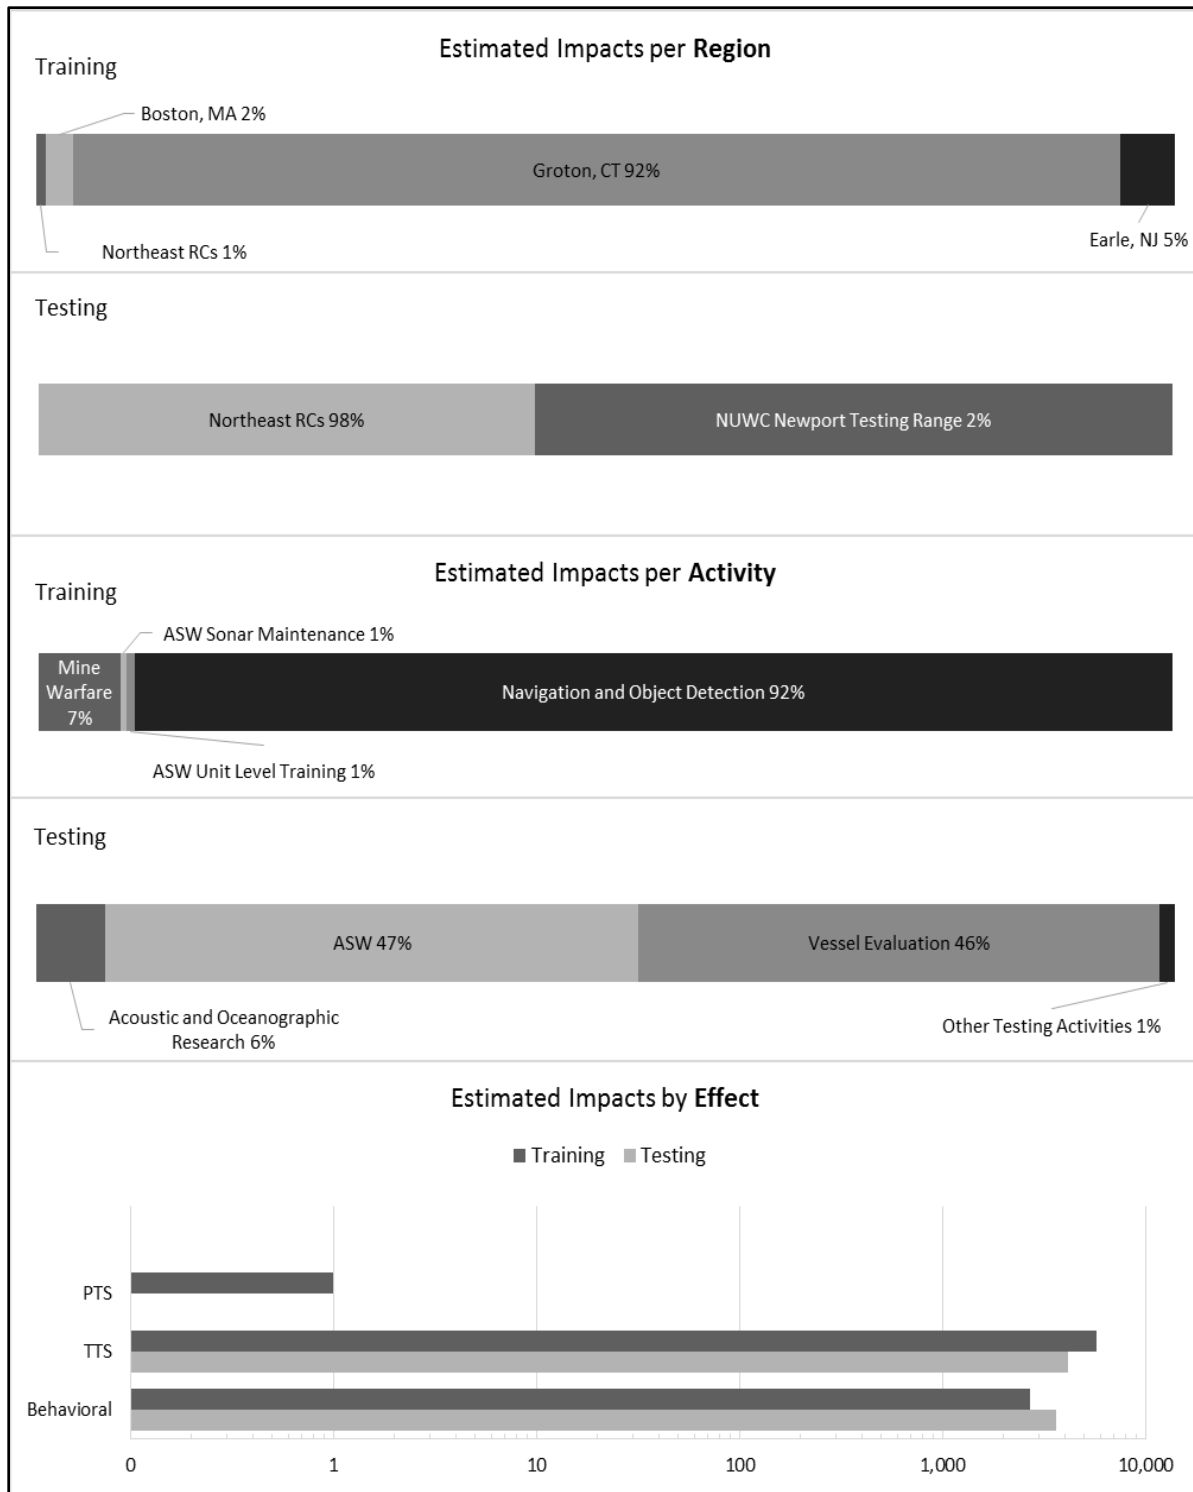 Estimated Impacts per Region
Training
Boston, MA 2%
Groton, CT 92%
Northeast RCs 1%
Earle, NJ 5%
Testing
Northeast RCs 98%
NUWC Newport Testing Range 2%
Estimated Impacts per Activity
Training
ASW Sonar Maintenance 1%
Mine
Warfare
7%
Navigation and Object Detection 92%
ASW Unit Level Training 1%
Testing
ASW 47%
Vessel Evaluation 46%
Acoustic and Oceanographic
Research 6%
Other Testing Activities 1%
Estimated Impacts by Effect
Training
Testing
PTS
TTS
Behavioral
0
1
10
100
1,000
10,000